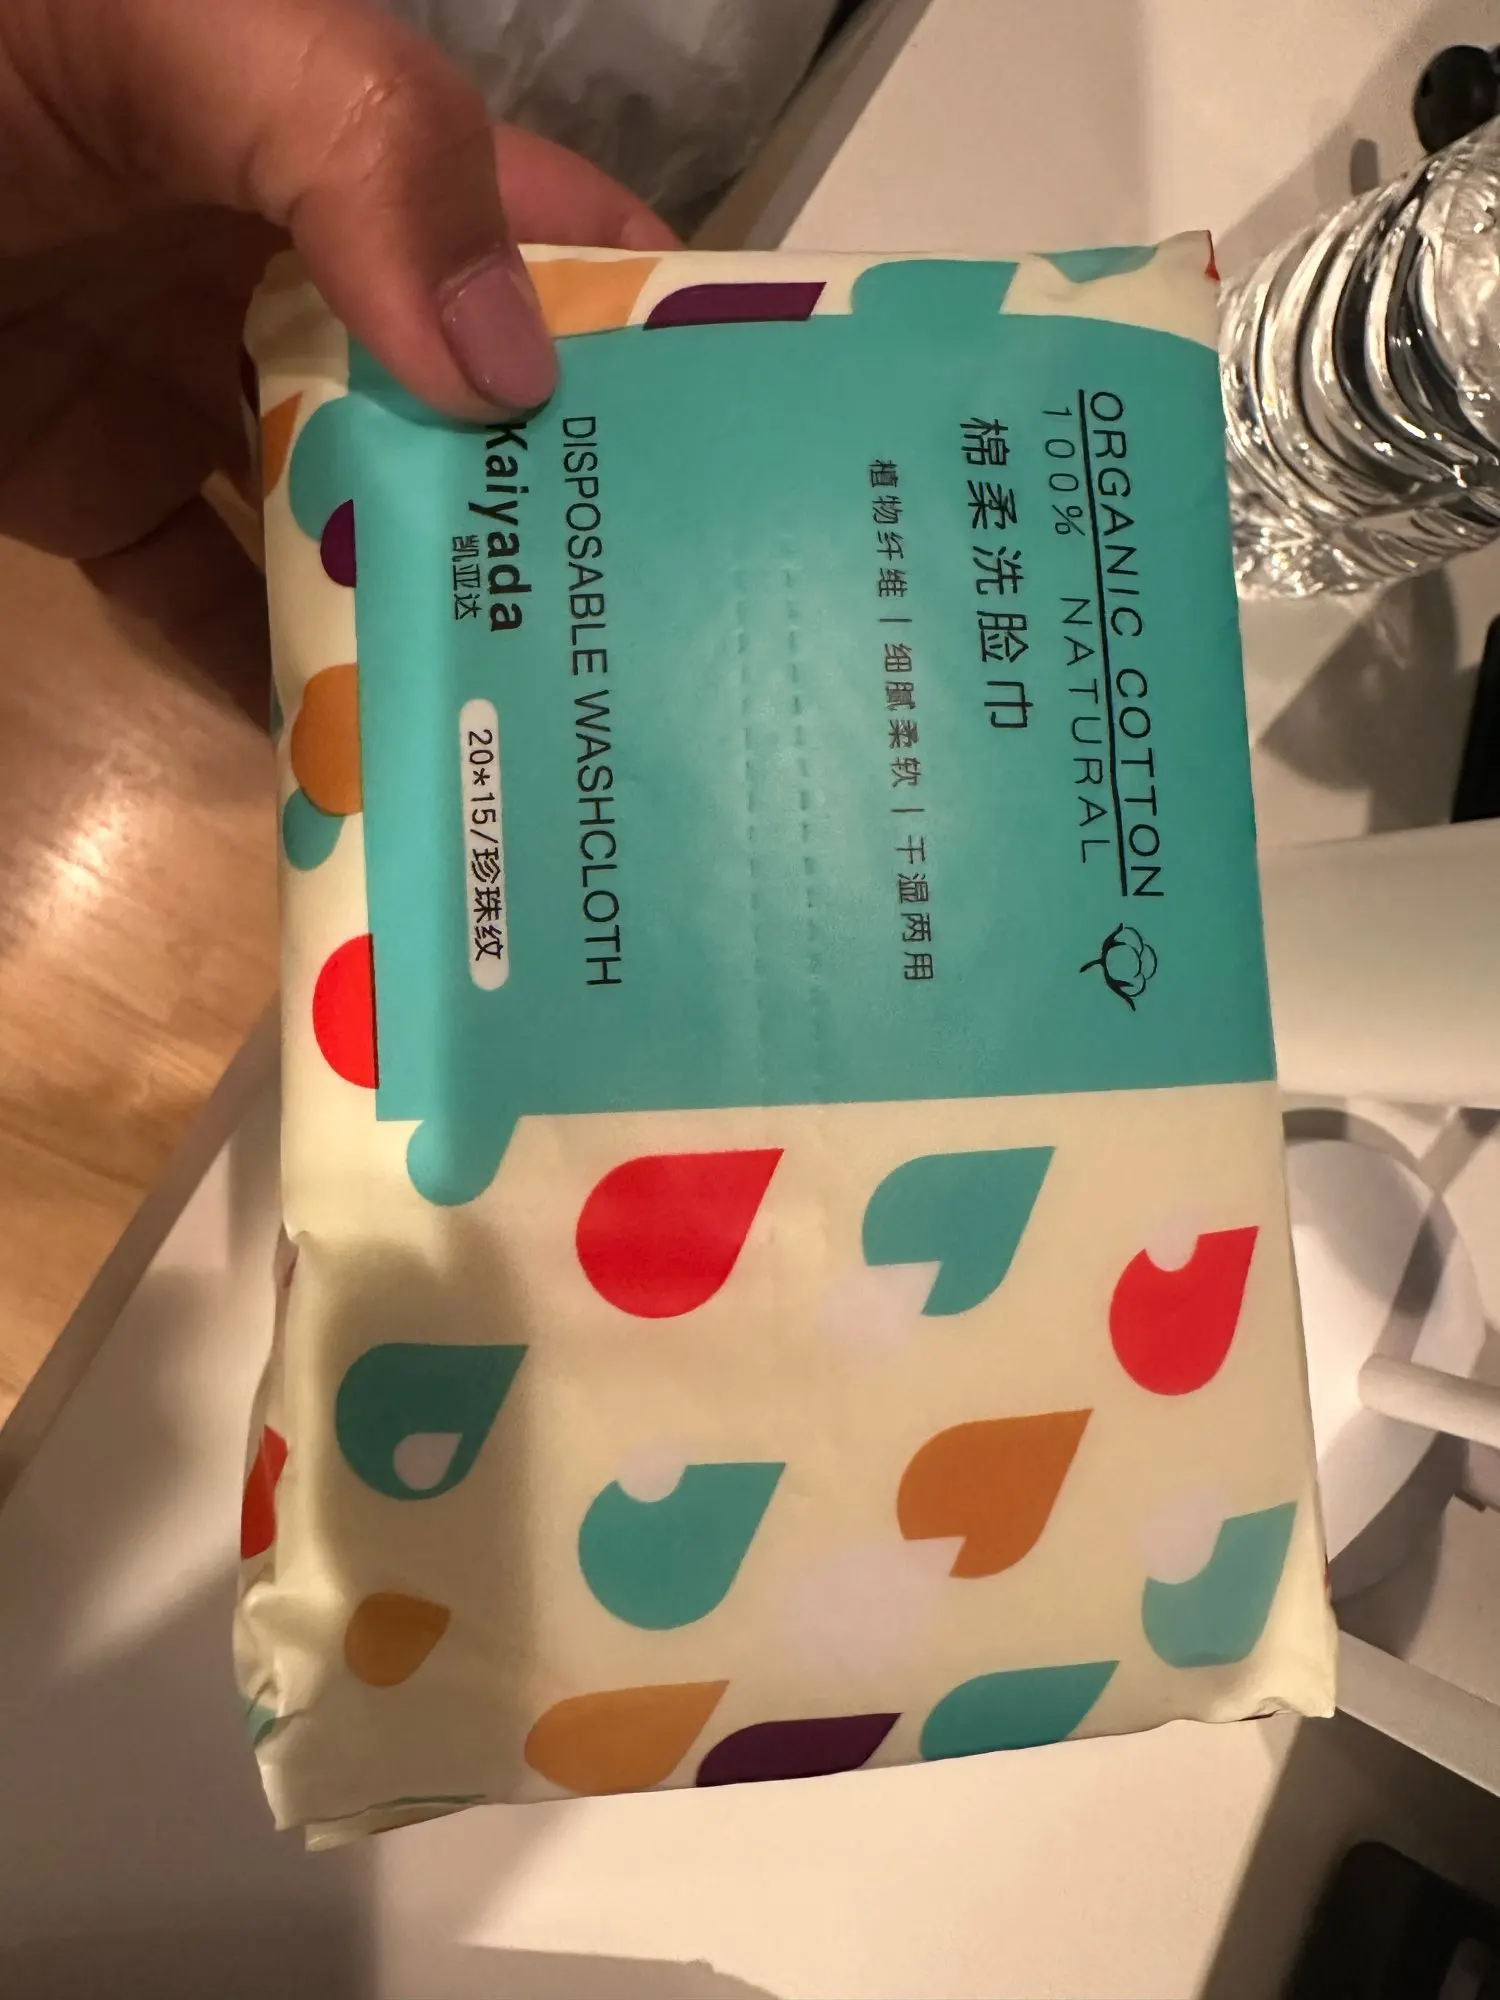 ORGANIC COTTON
100% NATURAL
棉柔洗脸巾
植物纤维 | 细腻柔软 | 干湿两用
DISPOSABLE WASHCLOTH
Kaiyada
凯亚达
20*15/珍珠纹